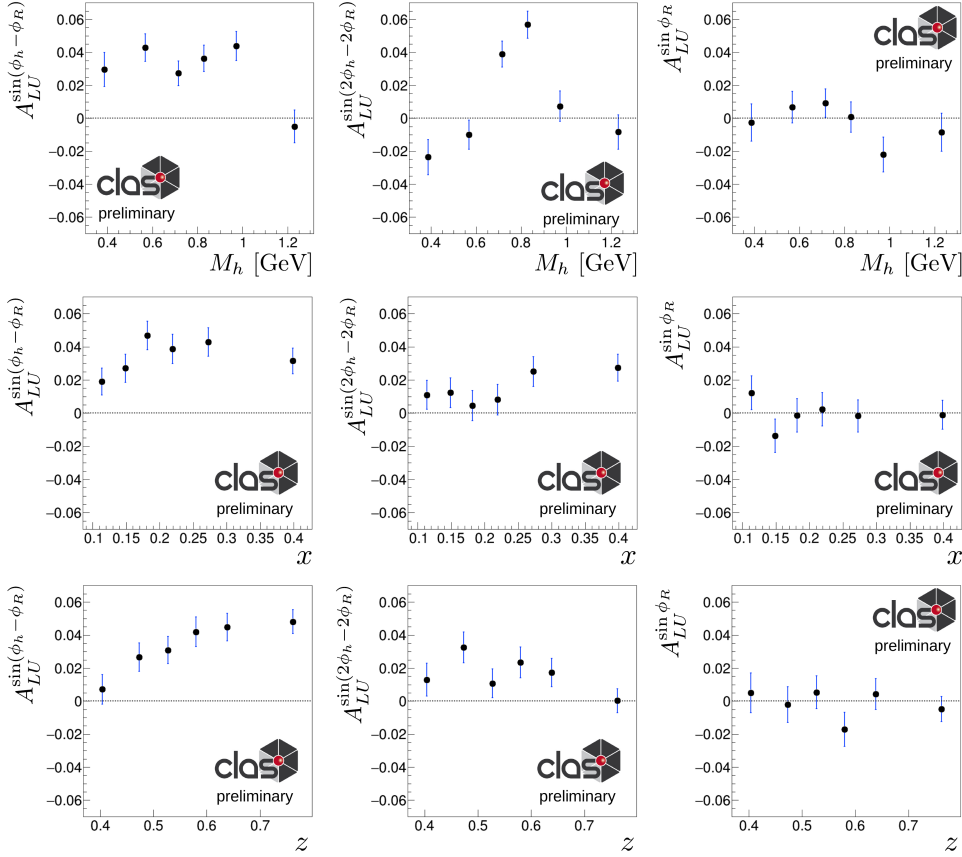 A_{LU}^{sin(ϕ_h−ϕ_R)}
0.06
0.04
0.02
0
−0.02
−0.04
−0.06
clas
preliminary
0.4 0.6 0.8 1 1.2
M_h [GeV]
A_{LU}^{sin(2ϕ_h−2ϕ_R)}
0.06
0.04
0.02
0
−0.02
−0.04
−0.06
clas
preliminary
0.4 0.6 0.8 1 1.2
M_h [GeV]
A_{LU}^{sin ϕ_R}
0.06
0.04
0.02
0
−0.02
−0.04
−0.06
clas
preliminary
0.4 0.6 0.8 1 1.2
M_h [GeV]
A_{LU}^{sin(ϕ_h−ϕ_R)}
0.06
0.04
0.02
0
−0.02
−0.04
−0.06
clas
preliminary
0.1 0.15 0.2 0.25 0.3 0.35 0.4
x
A_{LU}^{sin(2ϕ_h−2ϕ_R)}
0.06
0.04
0.02
0
−0.02
−0.04
−0.06
clas
preliminary
0.1 0.15 0.2 0.25 0.3 0.35 0.4
x
A_{LU}^{sin ϕ_R}
0.06
0.04
0.02
0
−0.02
−0.04
−0.06
clas
preliminary
0.1 0.15 0.2 0.25 0.3 0.35 0.4
x
A_{LU}^{sin(ϕ_h−ϕ_R)}
0.06
0.04
0.02
0
−0.02
−0.04
−0.06
clas
preliminary
0.4 0.5 0.6 0.7
z
A_{LU}^{sin(2ϕ_h−2ϕ_R)}
0.06
0.04
0.02
0
−0.02
−0.04
−0.06
clas
preliminary
0.4 0.5 0.6 0.7
z
A_{LU}^{sin ϕ_R}
0.06
0.04
0.02
0
−0.02
−0.04
−0.06
clas
preliminary
0.4 0.5 0.6 0.7
z